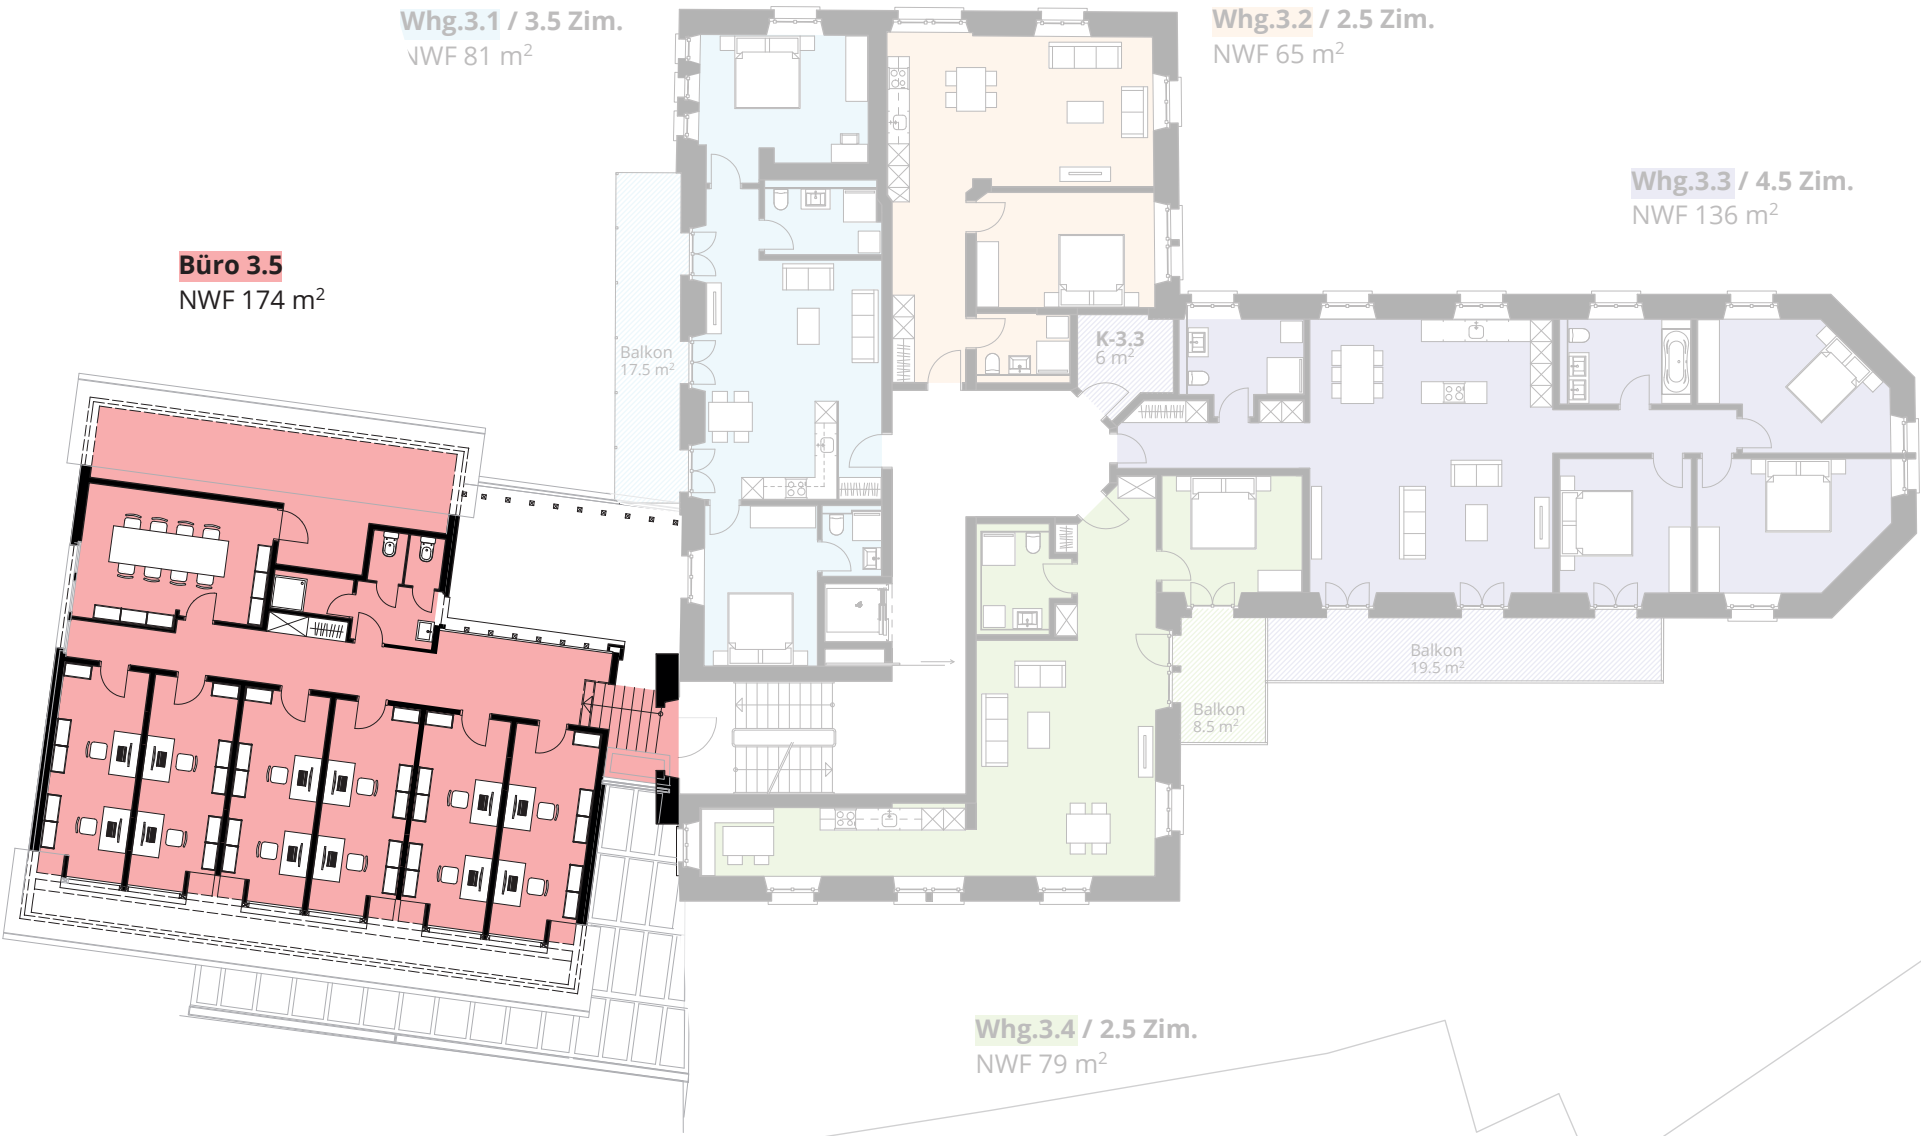 Whg.3.1 / 3.5 Zim.
NWF 81 m²
Whg.3.2 / 2.5 Zim.
NWF 65 m²
Whg.3.3 / 4.5 Zim.
NWF 136 m²
Büro 3.5
NWF 174 m²
K-3.3
6 m²
Balkon
17.5 m²
Balkon
19.5 m²
Balkon
8.5 m²
Whg.3.4 / 2.5 Zim.
NWF 79 m²